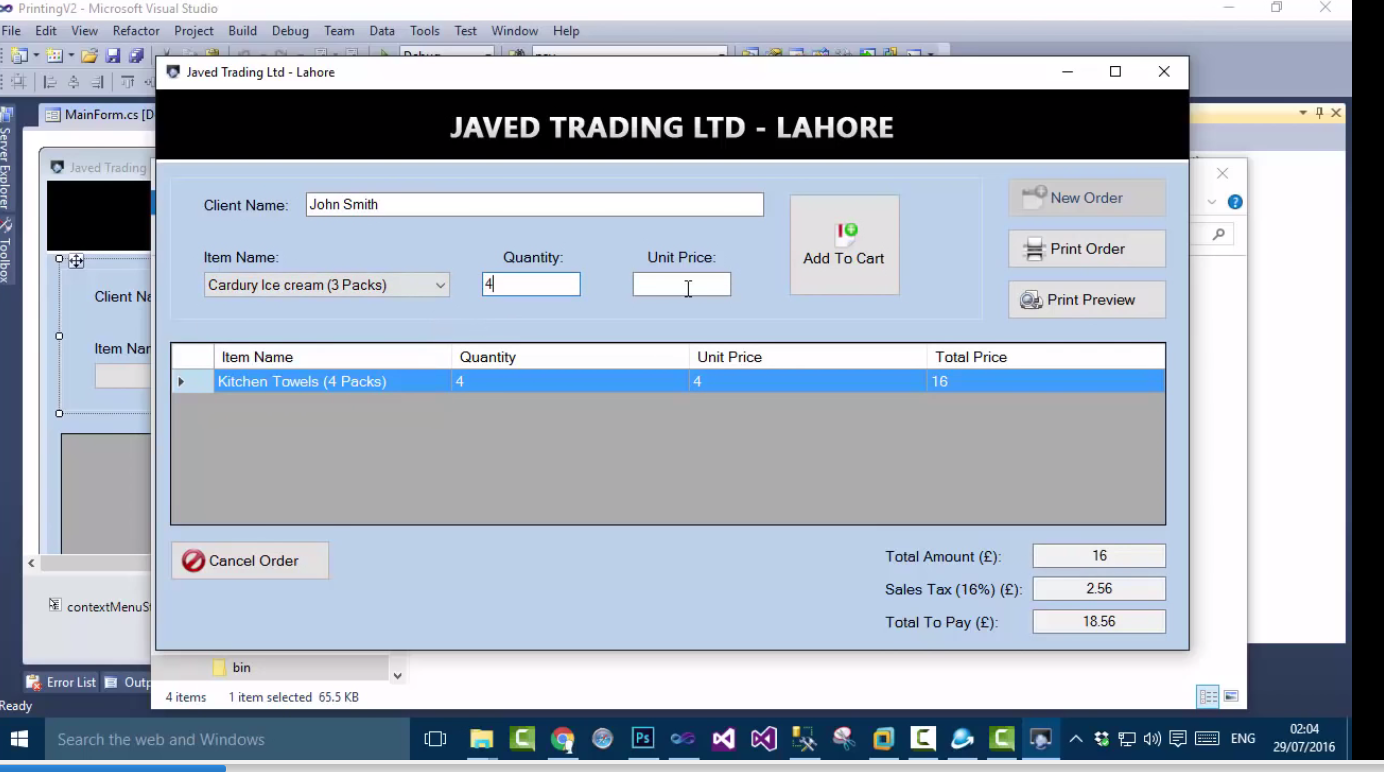 PrintingV2 - Microsoft Visual Studio
File Edit View Refactor Project Build Debug Team Data Tools Test Window Help
Javed Trading Ltd - Lahore
MainForm.cs [D
JAVED TRADING LTD - LAHORE
Server Explorer
Toolbox
Javed Trading
Client Name: John Smith
New Order
Item Name: Quantity: Unit Price:
Add To Cart
Print Order
Cardury Ice cream (3 Packs) 4
Client Na
Print Preview
Item Nar
Item Name Quantity Unit Price Total Price
Kitchen Towels (4 Packs) 4 4 16
Cancel Order
Total Amount (£): 16
Sales Tax (16%) (£): 2.56
Total To Pay (£): 18.56
contextMenuSt
bin
Error List Outp
4 items 1 item selected 65.5 KB
Ready
Search the web and Windows
Ps
ENG
02:04
29/07/2016